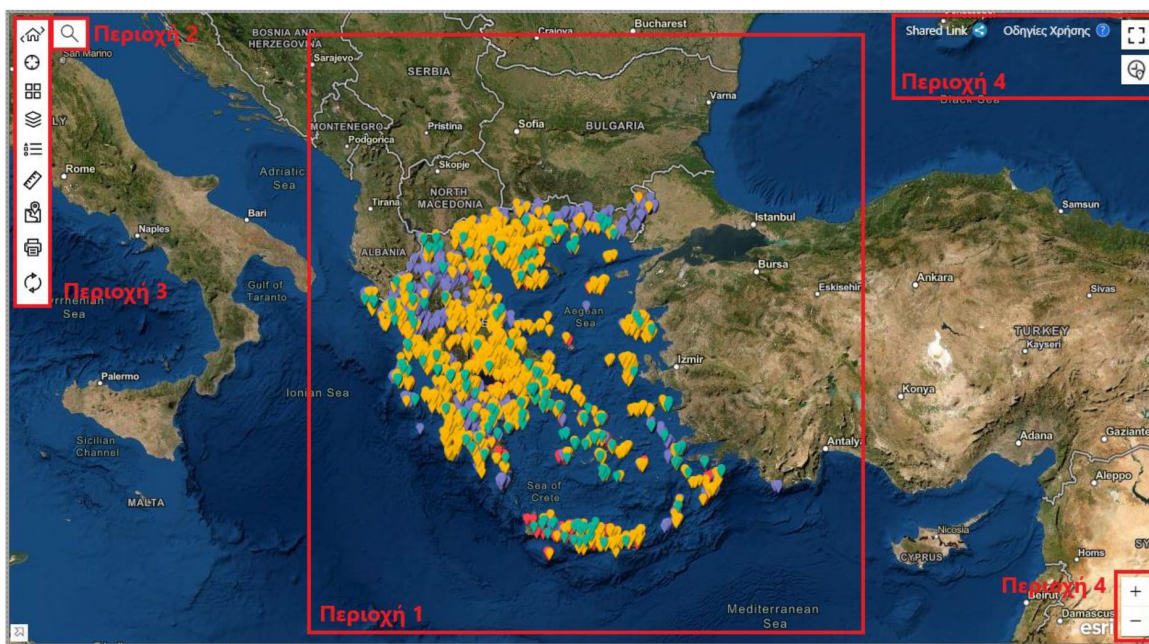 Περιοχή 2
BOSNIA AND
HERZEGOVINA
Sarajevo
San Marino
Craiova
Bucharest
Shared Link
Οδηγίες Χρήσης ?
Περιοχή 4
Black Sea
SERBIA
Varna
MONTENEGRO
Podgorica
Pristina
Sofia
BULGARIA
Skopje
NORTH
MACEDONIA
Tirana
ALBANIA
LY
Rome
Adriatic
Sea
Bari
Naples
Istanbul
Samsun
Bursa
Eskisehir
Ankara
Sivas
Περιοχή 3
Gulf of
Taranto
Sea
Aegean
Sea
TURKEY
Kayseri
Izmir
Konya
Palermo
Ionian Sea
Sicilian
Channel
MALTA
Antalya
Adana
Gaziante
Aleppo
Sea of
Crete
Nicosia
CYPRUS
SY
Homs
Περιοχή 4
+
Beirut
Damascus
−
esri
Περιοχή 1
Mediterranean
Sea